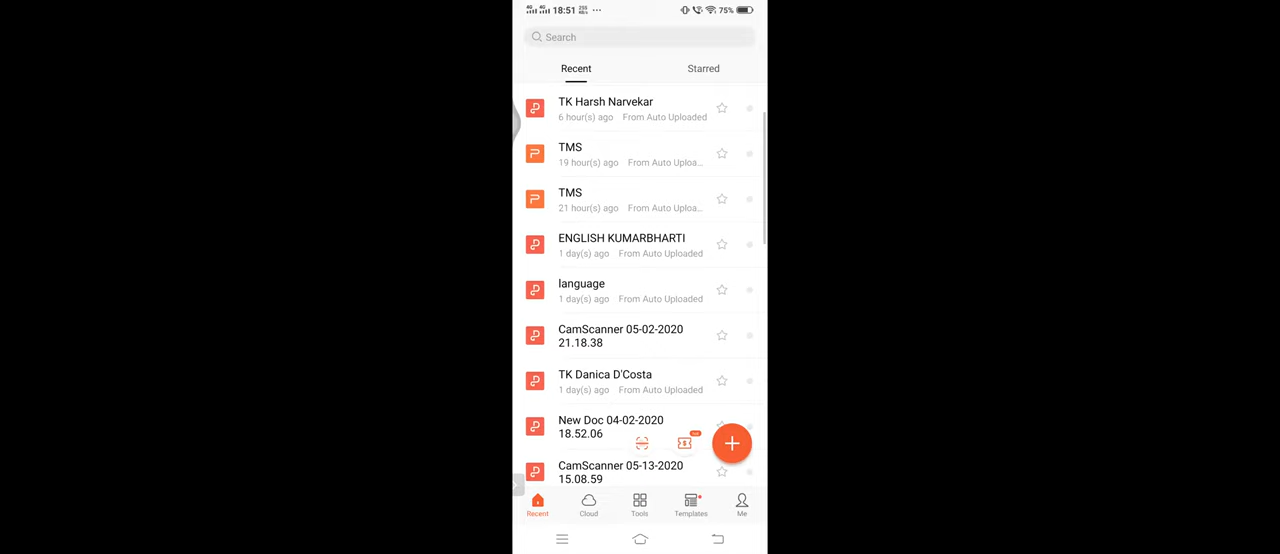 4G 4G 18:51 255 KB/s ... 75%
Search
Recent Starred
TK Harsh Narvekar
6 hour(s) ago From Auto Uploaded
TMS
19 hour(s) ago From Auto Uploa...
TMS
21 hour(s) ago From Auto Uploa...
ENGLISH KUMARBHARTI
1 day(s) ago From Auto Uploaded
language
1 day(s) ago From Auto Uploaded
CamScanner 05-02-2020
21.18.38
TK Danica D'Costa
1 day(s) ago From Auto Uploaded
New Doc 04-02-2020
18.52.06
CamScanner 05-13-2020
15.08.59
Recent Cloud Tools Templates Me